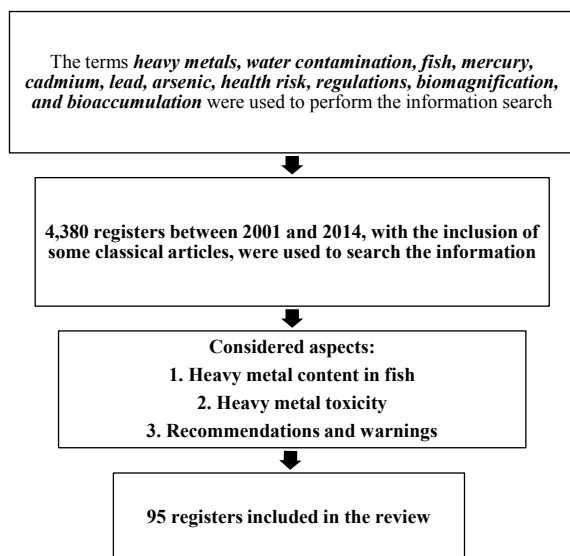 The terms heavy metals, water contamination, fish, mercury,
cadmium, lead, arsenic, health risk, regulations, biomagnification,
and bioaccumulation were used to perform the information search
4,380 registers between 2001 and 2014, with the inclusion of
some classical articles, were used to search the information
Considered aspects:
1. Heavy metal content in fish
2. Heavy metal toxicity
3. Recommendations and warnings
95 registers included in the review